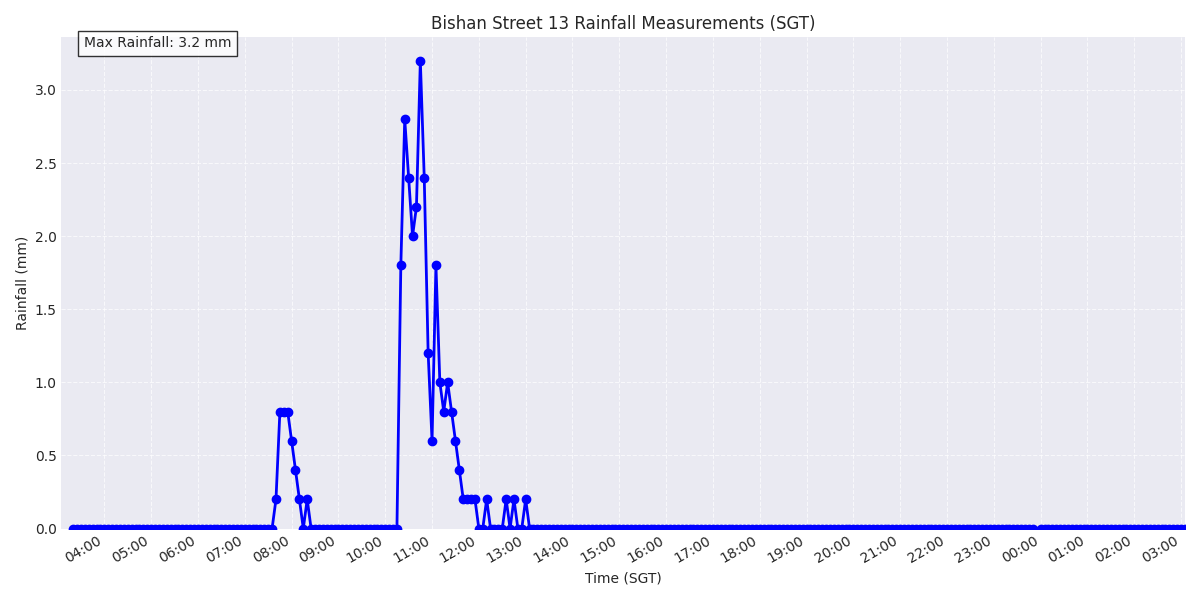 Bishan Street 13 Rainfall Measurements (SGT)
Max Rainfall: 3.2 mm
Rainfall (mm)
3.0
2.5
2.0
1.5
1.0
0.5
0.0
04:00 05:00 06:00 07:00 08:00 09:00 10:00 11:00 12:00 13:00 14:00 15:00 16:00 17:00 18:00 19:00 20:00 21:00 22:00 23:00 00:00 01:00 02:00 03:00
Time (SGT)